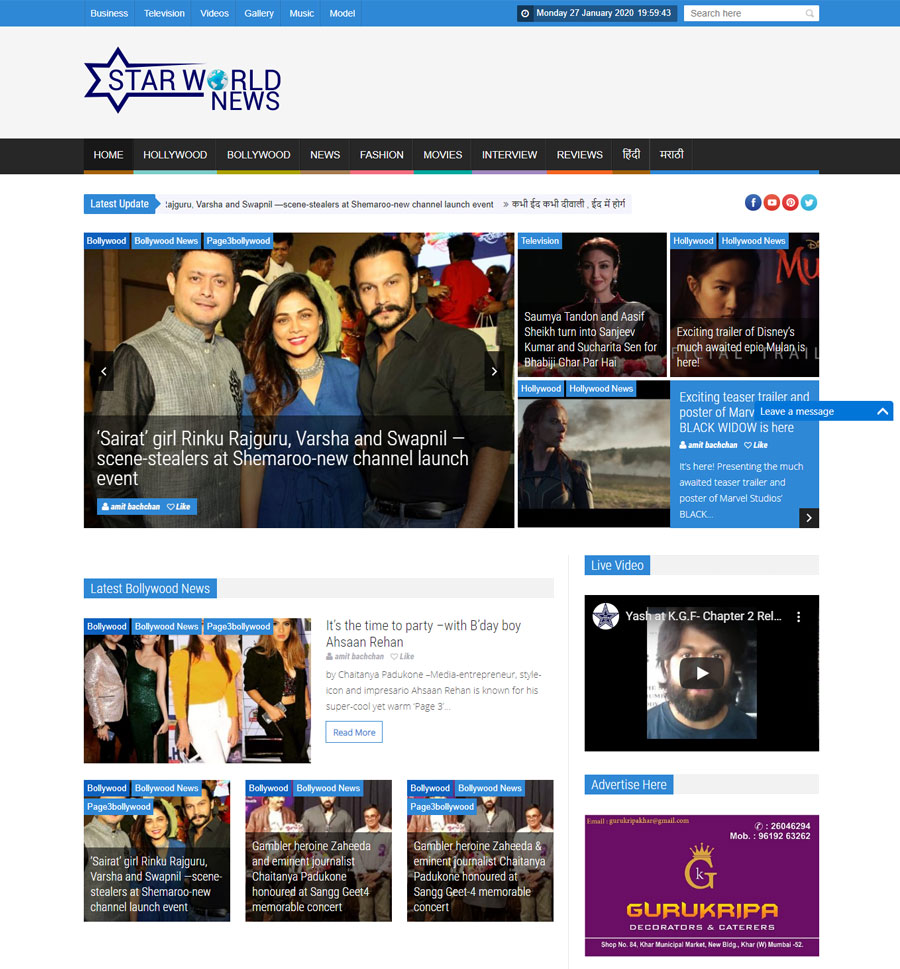 Business Television Videos Gallery Music Model
Monday 27 January 2020 19:59:43
Search here
STAR WORLD
NEWS
HOME HOLLYWOOD BOLLYWOOD NEWS FASHION MOVIES INTERVIEW REVIEWS हिंदी मराठी
Latest Update
ajguru, Varsha and Swapnil —scene-stealers at Shemaroo-new channel launch event » कभी ईद कभी दीवाली , ईद में होगी
Bollywood Bollywood News Page3bollywood
‘Sairat’ girl Rinku Rajguru, Varsha and Swapnil —
scene-stealers at Shemaroo-new channel launch
event
amit bachchan Like
Television
Saumya Tandon and Aasif
Sheikh turn into Sanjeev
Kumar and Sucharita Sen for
Bhabiji Ghar Par Hai
Hollywood Hollywood News
MU
Exciting trailer of Disney’s
much awaited epic Mulan is
here!
Hollywood Hollywood News
Exciting teaser trailer and
poster of Marv
BLACK WIDOW is here
Leave a message
amit bachchan Like
It’s here! Presenting the much
awaited teaser trailer and
poster of Marvel Studios’
BLACK...
Latest Bollywood News
Bollywood Bollywood News Page3bollywood
It’s the time to party –with B’day boy
Ahsaan Rehan
amit bachchan Like
by Chaitanya Padukone –Media-entrepreneur, style-
icon and impresario Ahsaan Rehan is known for his
super-cool yet warm ‘Page 3’...
Read More
Bollywood Bollywood News
Page3bollywood
‘Sairat’ girl Rinku Rajguru,
Varsha and Swapnil —scene-
stealers at Shemaroo-new
channel launch event
Bollywood Bollywood News
Gambler heroine Zaheeda
and eminent journalist
Chaitanya Padukone
honoured at Sangg Geet4
memorable concert
Bollywood Bollywood News
Page3bollywood
Gambler heroine Zaheeda &
eminent journalist Chaitanya
Padukone honoured at
Sangg Geet-4 memorable
concert
Live Video
Yash at K.G.F- Chapter 2 Rel...
Advertise Here
Email : gurukripakhar@gmail.com
✆ : 26046294
Mob. : 96192 63262
G k
GURUKRIPA
DECORATORS & CATERERS
Shop No. 84, Khar Municipal Market, New Bldg., Khar (W) Mumbai -52.